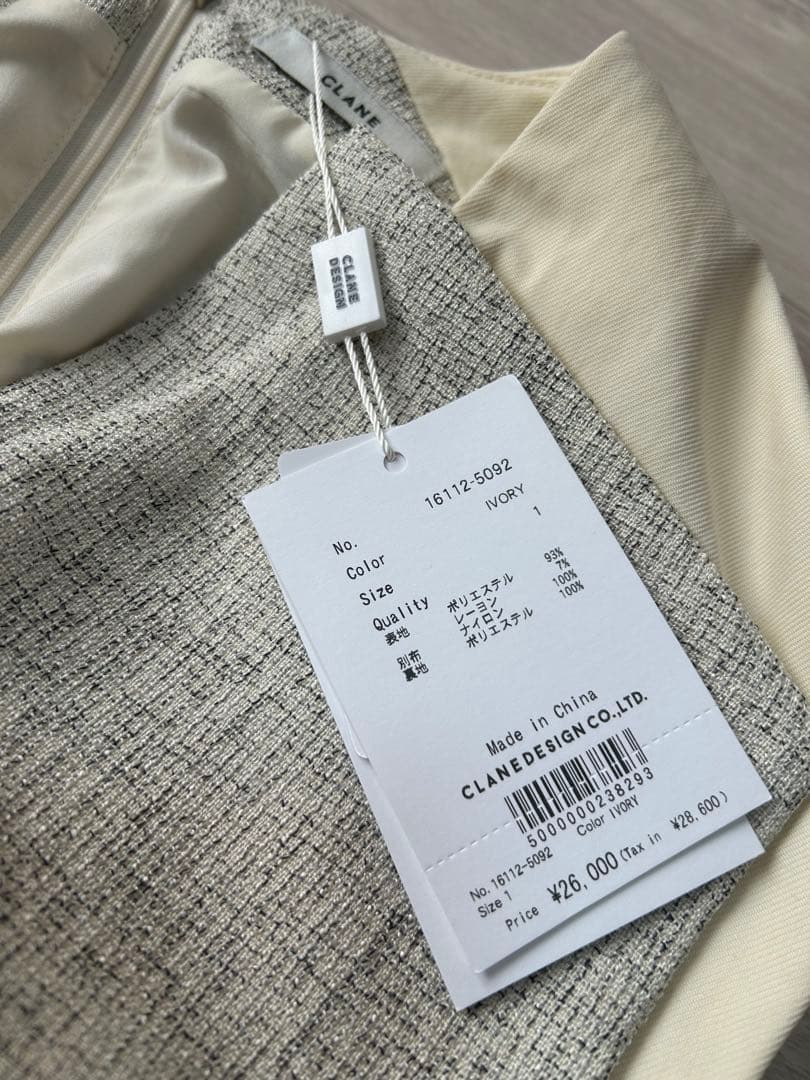 CLANE
CLANE
DESIGN
No. 16112-5092
Color IVORY
Size 1
Quality
表地 ポリエステル 93%
レーヨン 7%
別布 ナイロン 100%
裏地 ポリエステル 100%
Made in China
CLANE DESIGN CO.,LTD.
5000000238293
No. 16112-5092 Color IVORY
Size 1
Price ¥26,000 (Tax in ¥28,600)